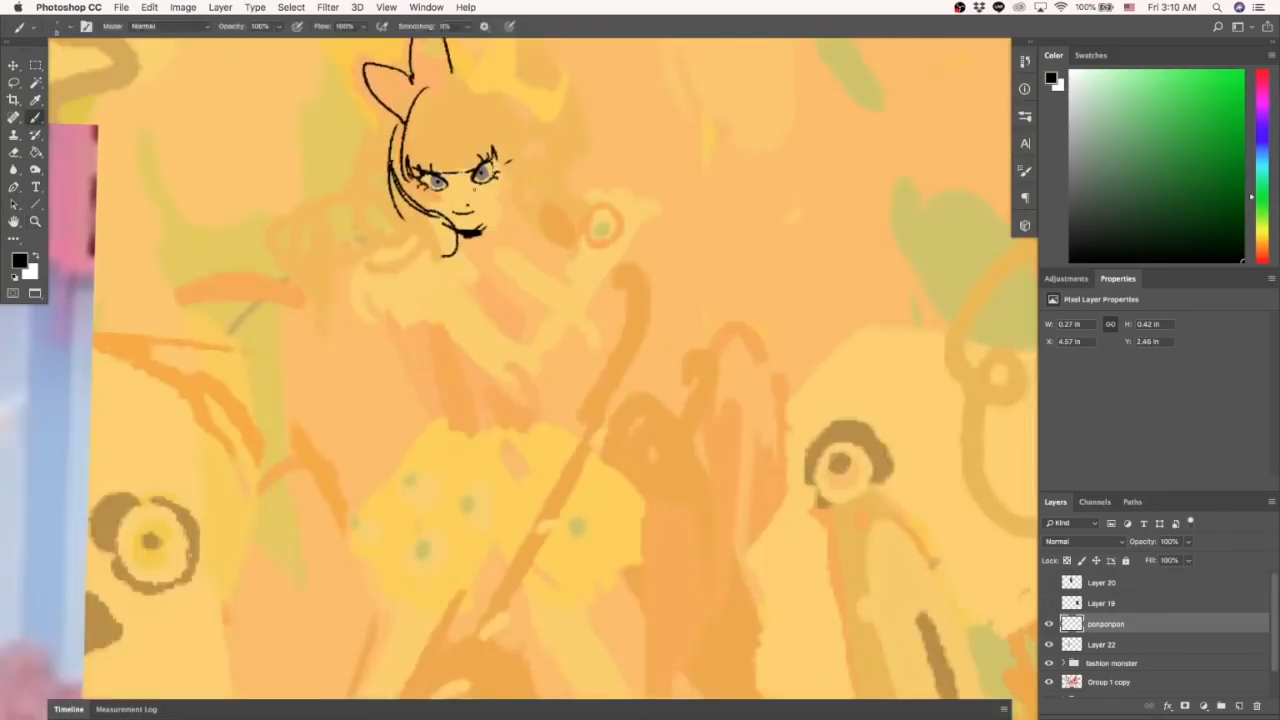 Photoshop CC File Edit Image Layer Type Select Filter 3D View Window Help 100% Fri 3:10 AM
Mode: Normal Opacity: 100% Flow: 100% Smoothing: 0%
Color Swatches
Adjustments Properties
Pixel Layer Properties
W: 0.27 in H: 0.42 in
X: 4.57 in Y: 2.46 in
Layers Channels Paths
Kind
Normal Opacity: 100%
Lock: Fill: 100%
Layer 20
Layer 19
ponponpon
Layer 22
fashion monster
Group 1 copy
Timeline Measurement Log